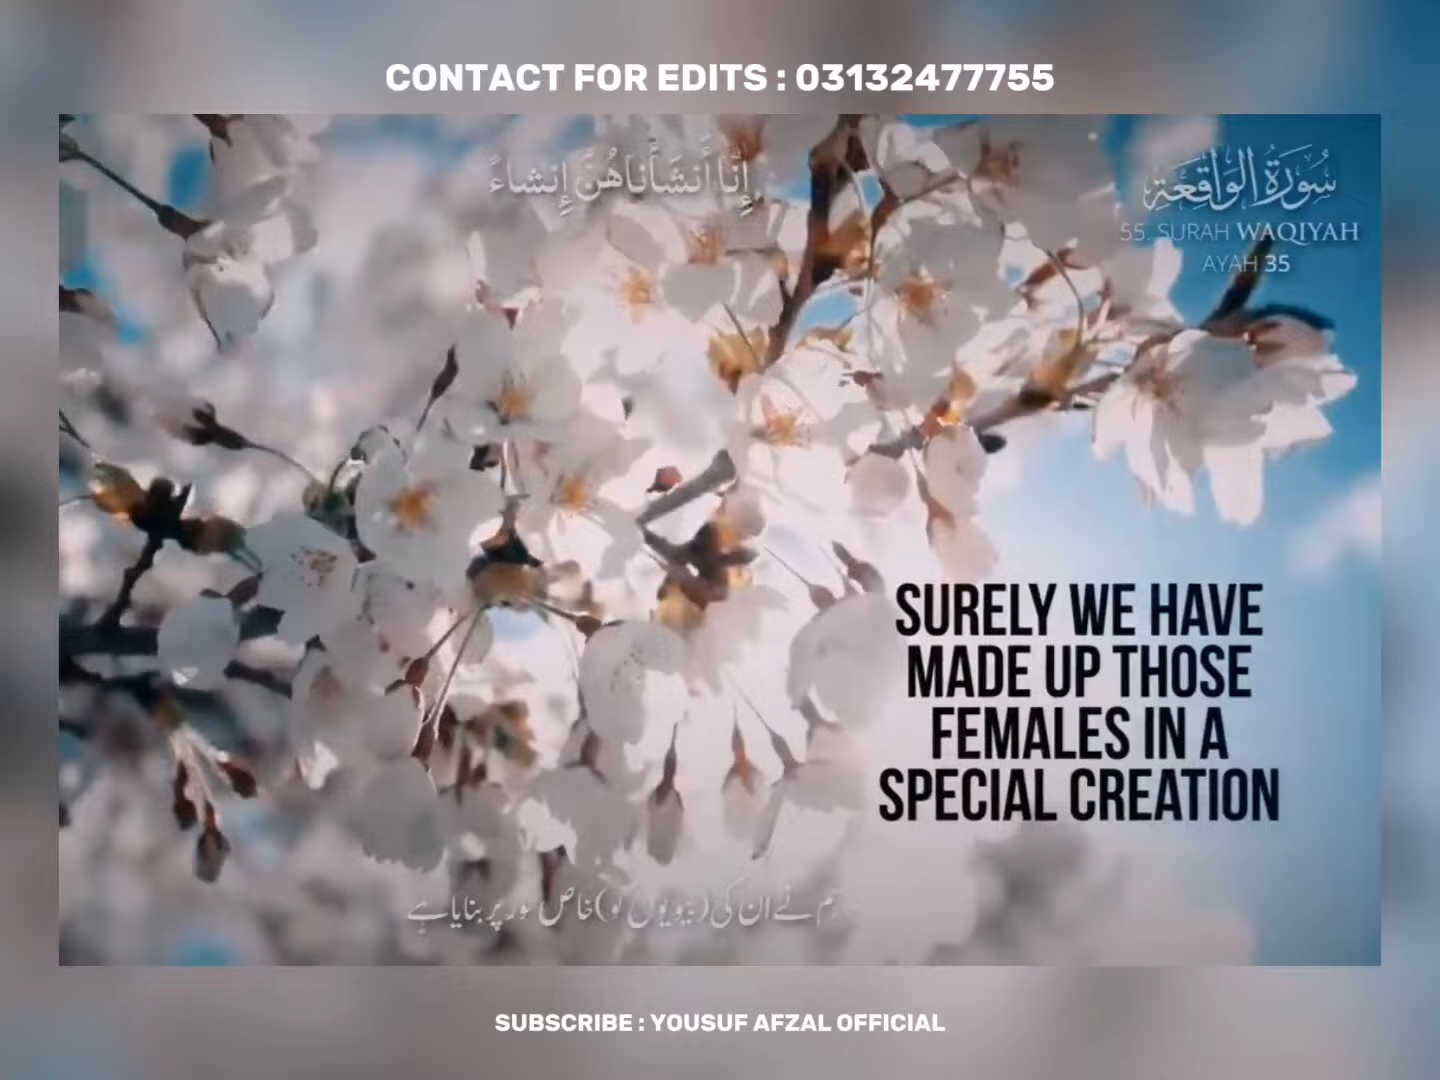 CONTACT FOR EDITS : 03132477755
إِنَّا أَنشَأْنَاهُنَّ إِنشَاءً
سُورَةُ الوَاقِعَة
55. SURAH WAQIYAH
AYAH 35
SURELY WE HAVE
MADE UP THOSE
FEMALES IN A
SPECIAL CREATION
ہم نے ان کی (بیویوں کو) خاص طور پر بنایا ہے
SUBSCRIBE : YOUSUF AFZAL OFFICIAL